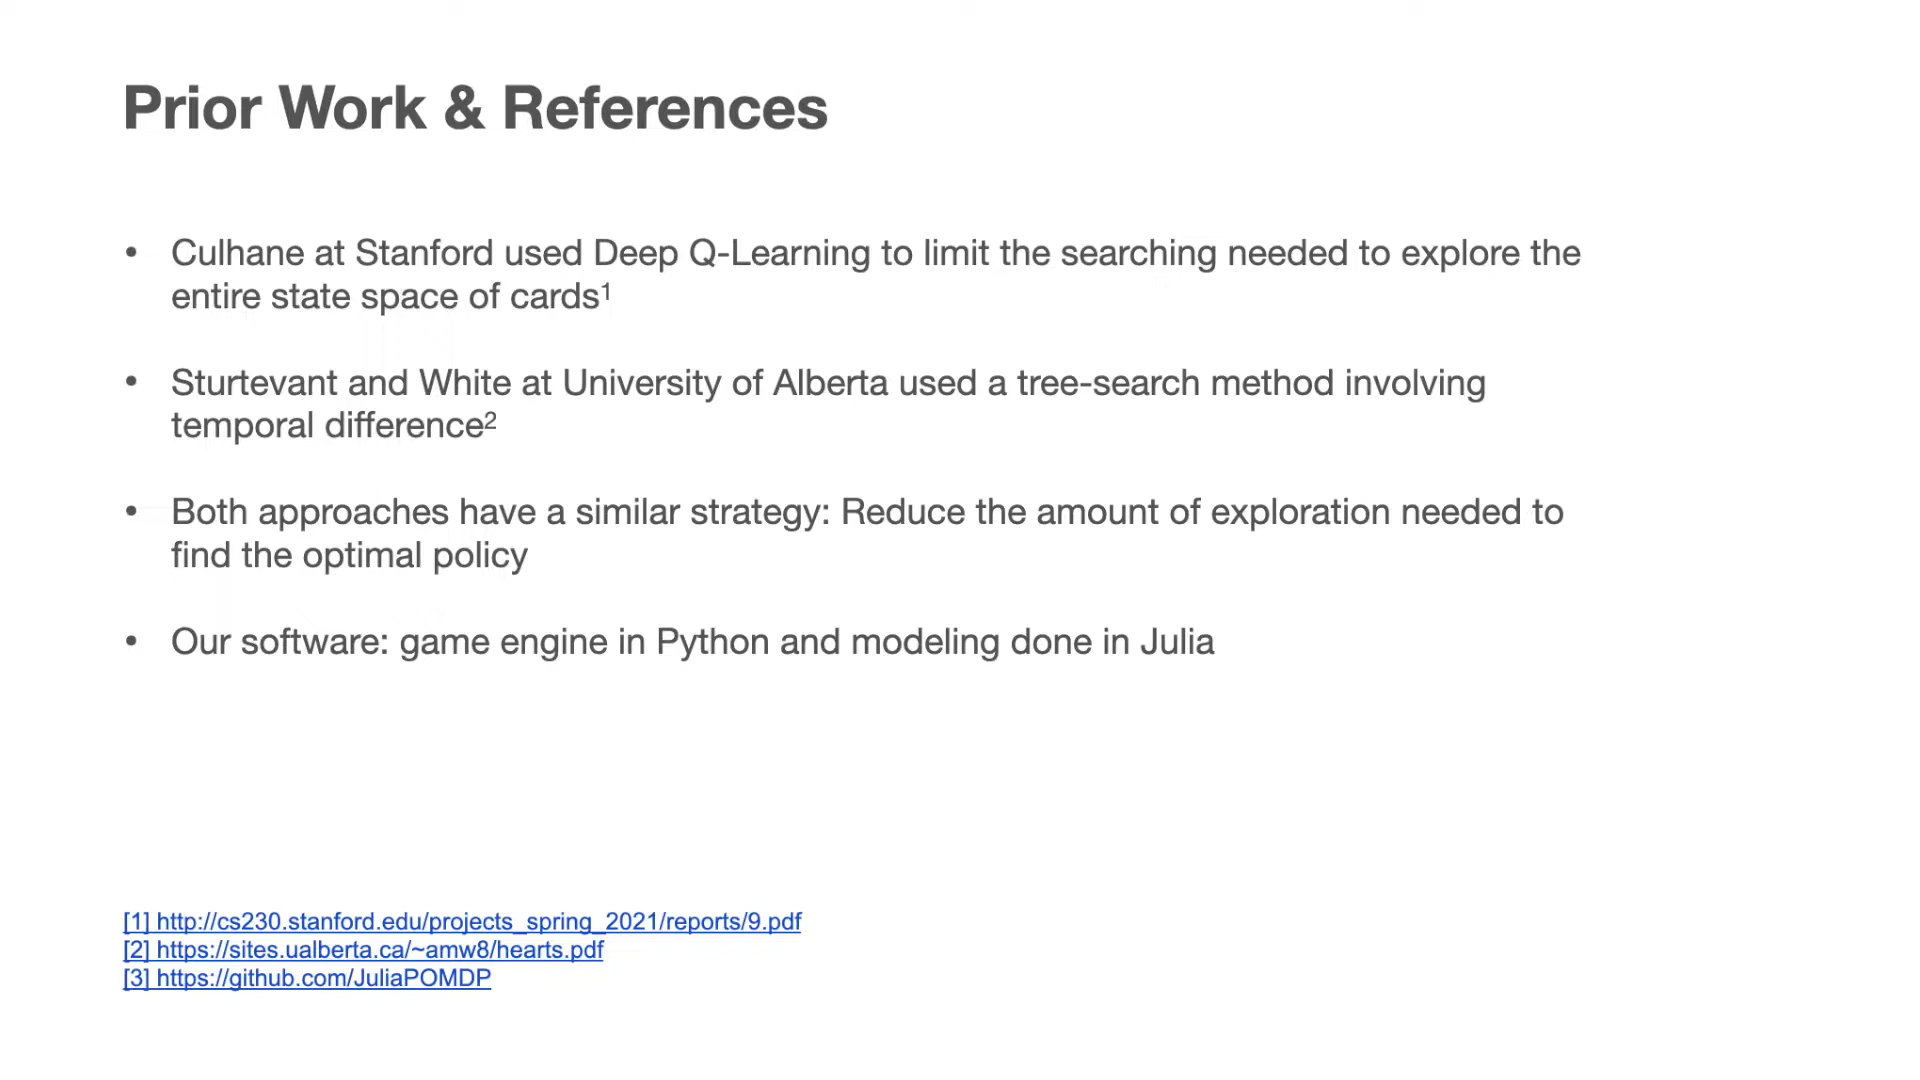 Prior Work & References
• Culhane at Stanford used Deep Q-Learning to limit the searching needed to explore the
entire state space of cards¹
• Sturtevant and White at University of Alberta used a tree-search method involving
temporal difference²
• Both approaches have a similar strategy: Reduce the amount of exploration needed to
find the optimal policy
• Our software: game engine in Python and modeling done in Julia
[1] http://cs230.stanford.edu/projects_spring_2021/reports/9.pdf
[2] https://sites.ualberta.ca/~amw8/hearts.pdf
[3] https://github.com/JuliaPOMDP